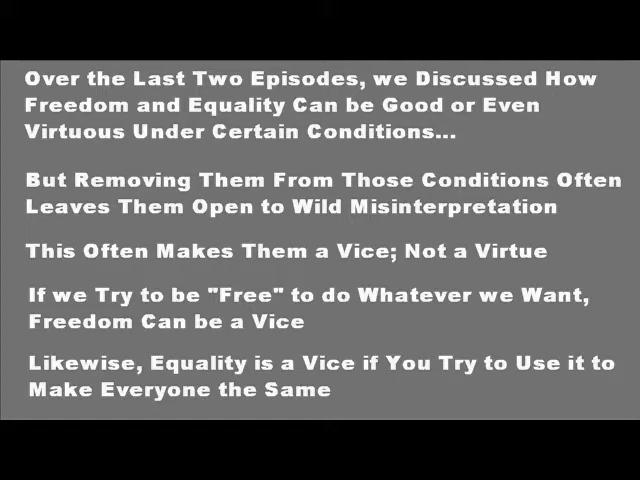 Over the Last Two Episodes, we Discussed How
Freedom and Equality Can be Good or Even
Virtuous Under Certain Conditions...
But Removing Them From Those Conditions Often
Leaves Them Open to Wild Misinterpretation
This Often Makes Them a Vice; Not a Virtue
If we Try to be "Free" to do Whatever we Want,
Freedom Can be a Vice
Likewise, Equality is a Vice if You Try to Use it to
Make Everyone the Same